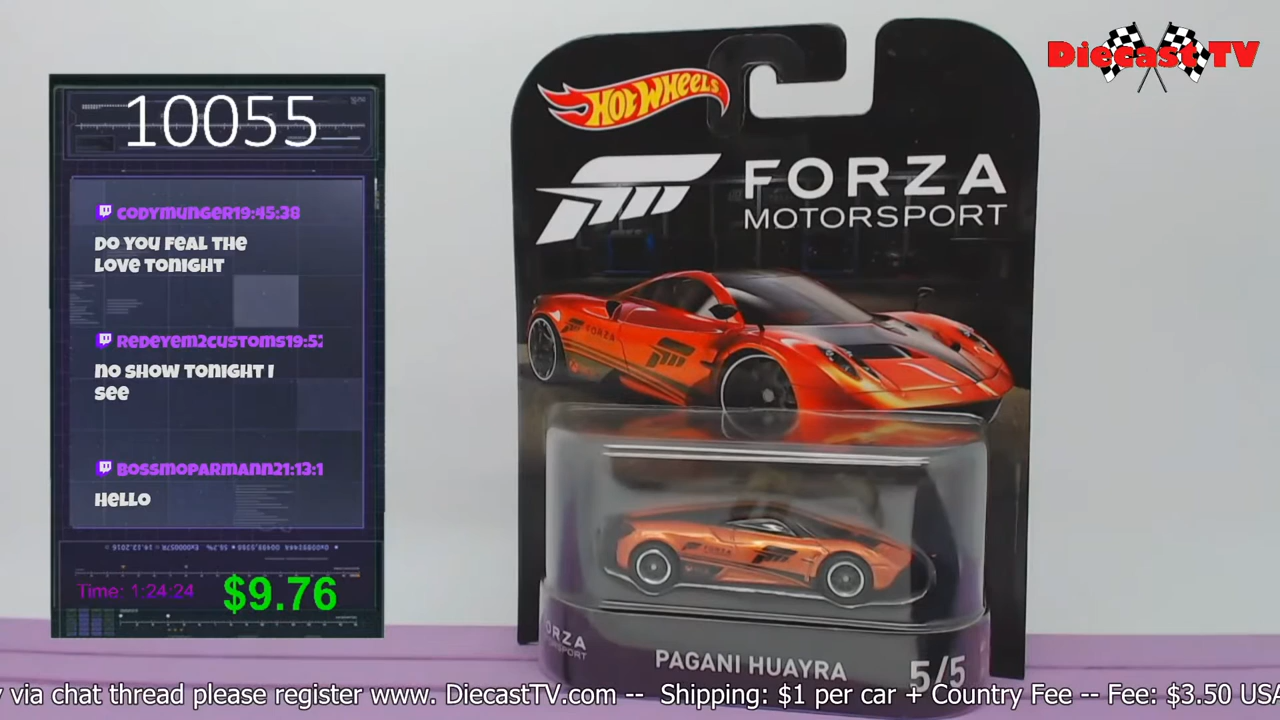 10055
codymunger19:45:38
Do you feal the
love tonight
Redeyem2customs19:52
no show tonight i
see
Bossmoparmann21:13:1
Hello
Time: 1:24:24
$9.76
Diecast TV
HOT WHEELS
FORZA
MOTORSPORT
FORZA
FORZA
PAGANI HUAYRA
5/5
via chat thread please register www. DiecastTV.com -- Shipping: $1 per car + Country Fee -- Fee: $3.50 USA